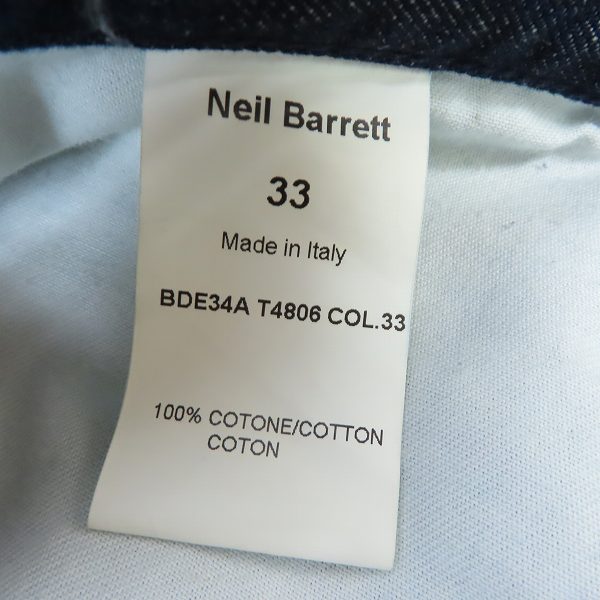 Neil Barrett
33
Made in Italy
BDE34A T4806 COL.33
100% COTONE/COTTON
COTON